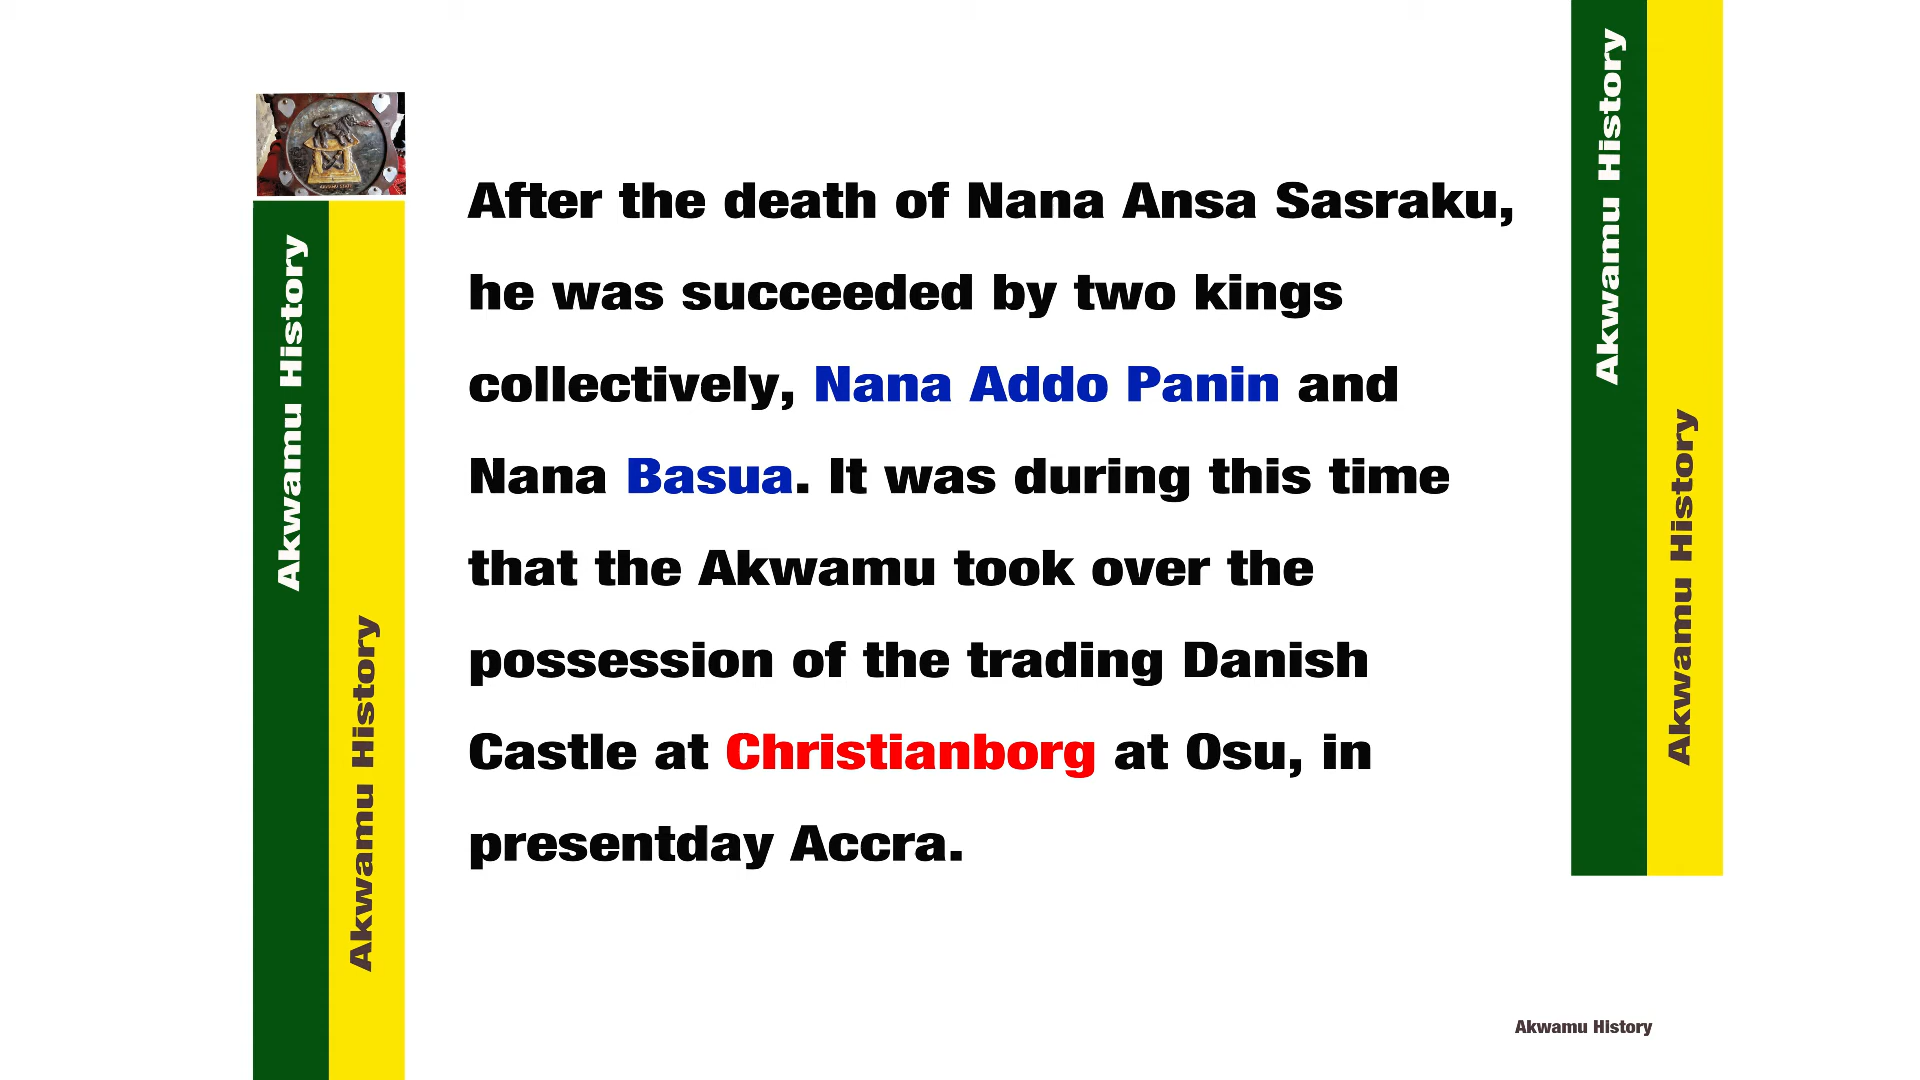 After the death of Nana Ansa Sasraku,
he was succeeded by two kings
collectively, Nana Addo Panin and
Nana Basua. It was during this time
that the Akwamu took over the
possession of the trading Danish
Castle at Christianborg at Osu, in
presentday Accra.
Akwamu History
Akwamu History
Akwamu History
Akwamu History
Akwamu History